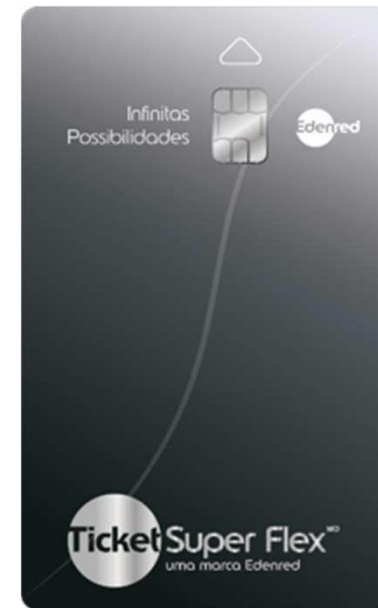 Infinitas
Possibilidades
Edenred
Ticket Super Flex
uma marca Edenred